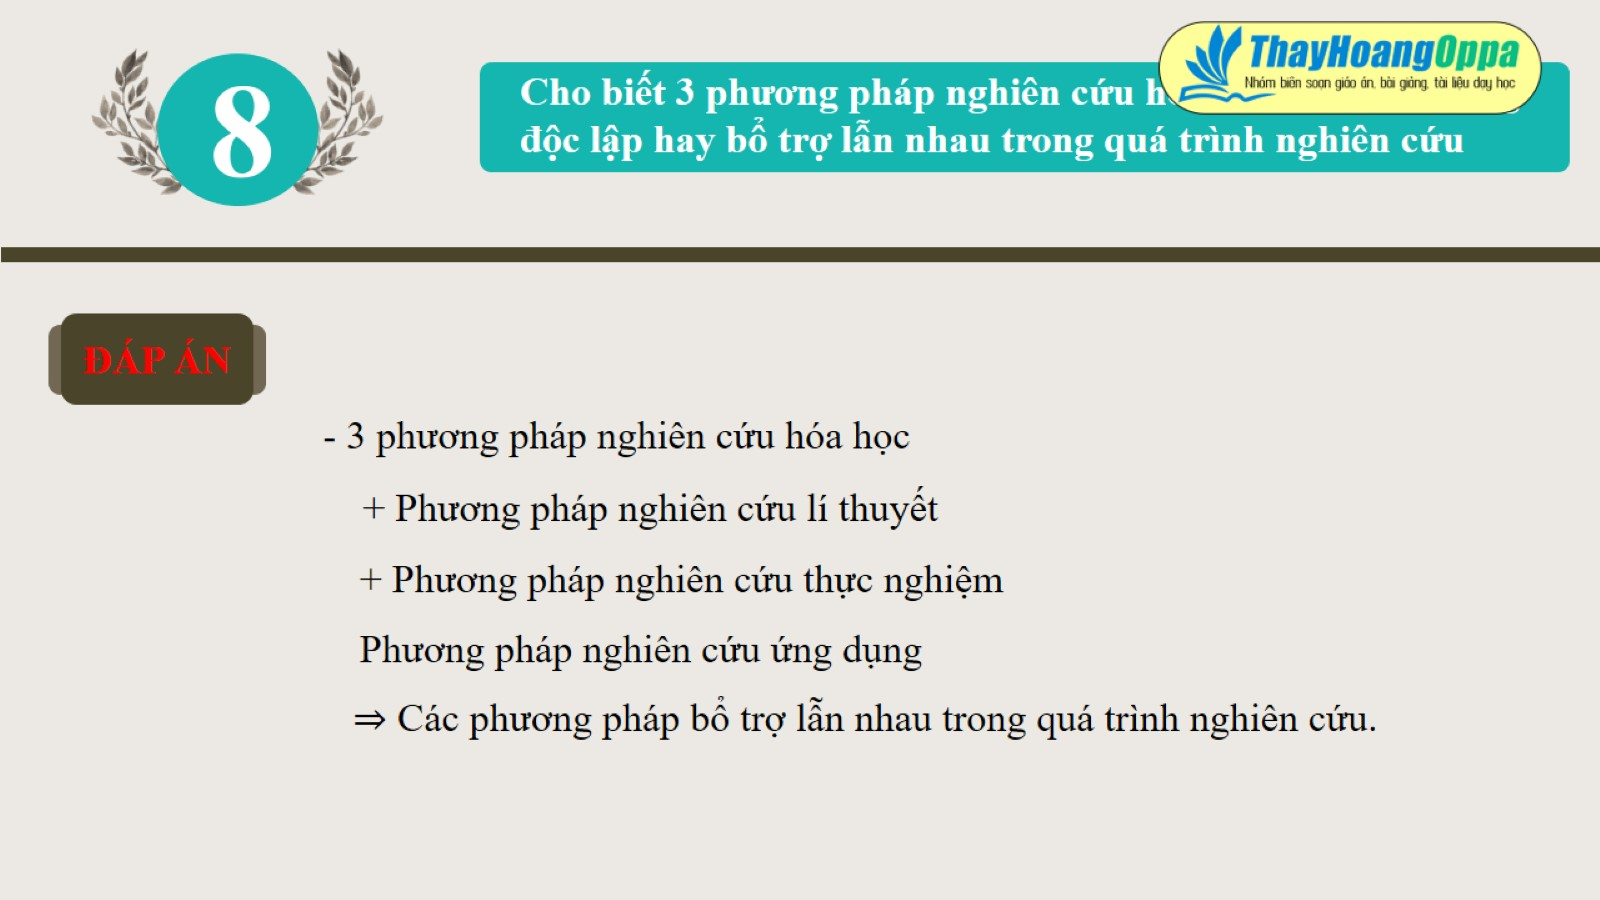 8
ThayHoangOppa
Nhóm biên soạn giáo án, bài giảng, tài liệu dạy học
Cho biết 3 phương pháp nghiên cứu
độc lập hay bổ trợ lẫn nhau trong quá trình nghiên cứu
ĐÁP ÁN
- 3 phương pháp nghiên cứu hóa học
+ Phương pháp nghiên cứu lí thuyết
+ Phương pháp nghiên cứu thực nghiệm
Phương pháp nghiên cứu ứng dụng
⇒ Các phương pháp bổ trợ lẫn nhau trong quá trình nghiên cứu.